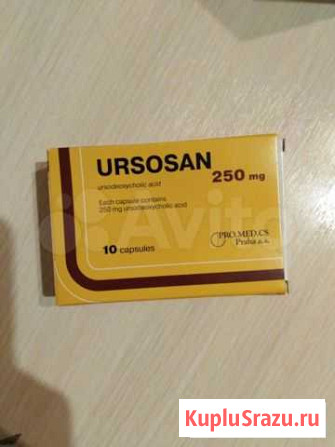 URSOSAN
250 mg
ursodeoxycholic acid
Each capsule contains
250 mg ursodeoxycholic acid
10 capsules
PRO.MED.CS
Praha a.s.
Avito
KupluSrazu.ru